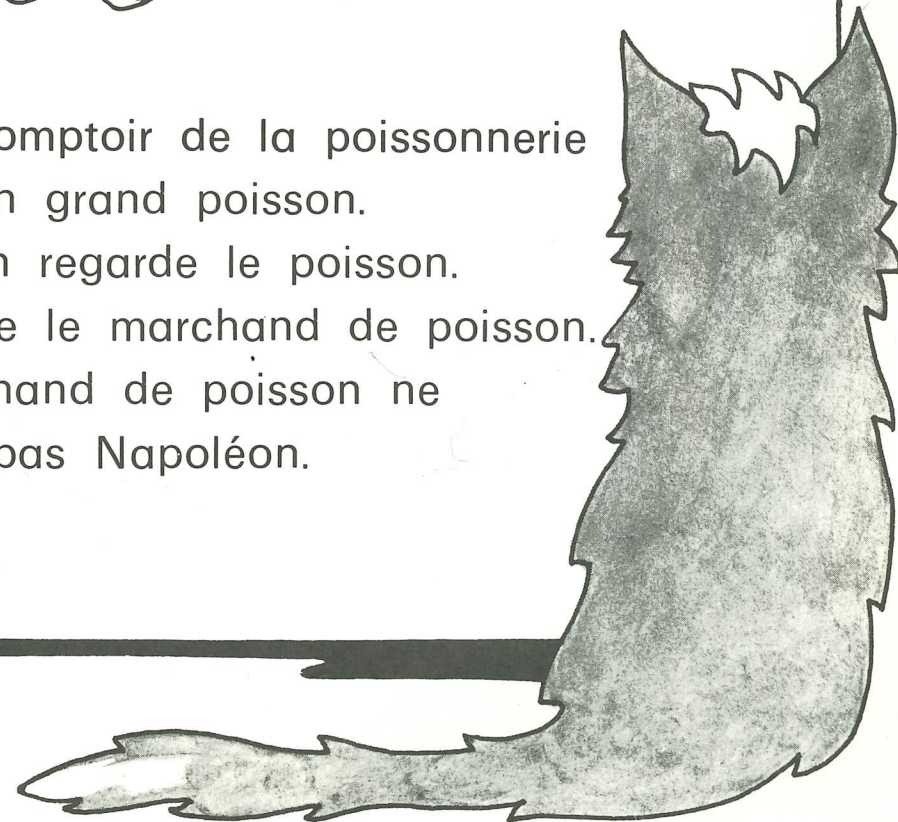 omptoir de la poissonnerie
n grand poisson.
n regarde le poisson.
e le marchand de poisson.
hand de poisson ne
pas Napoléon.